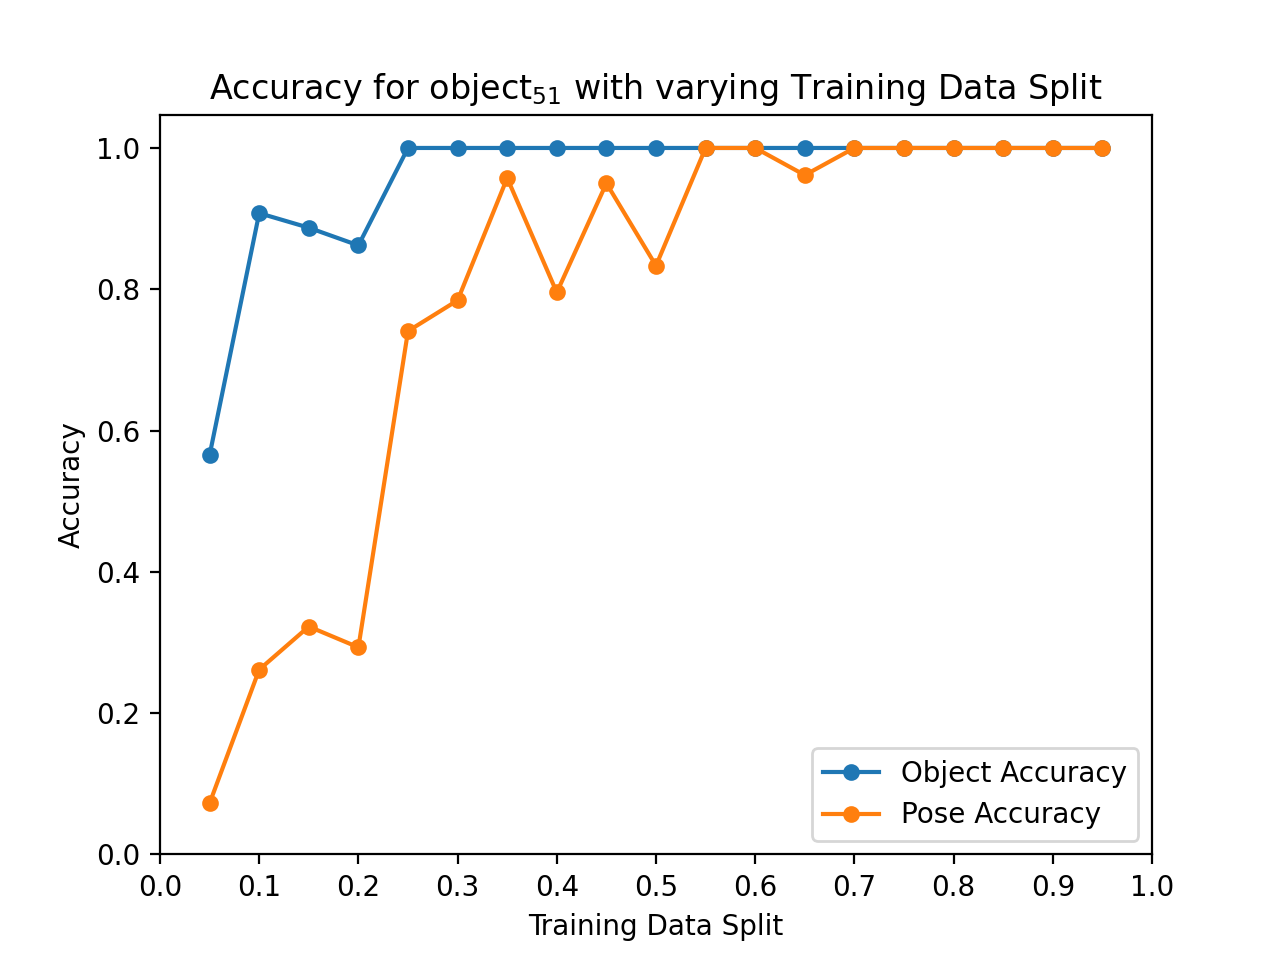 Accuracy for object₅₁ with varying Training Data Split
1.0
0.8
0.6
0.4
0.2
0.0
Accuracy
0.0 0.1 0.2 0.3 0.4 0.5 0.6 0.7 0.8 0.9 1.0
Training Data Split
Object Accuracy
Pose Accuracy